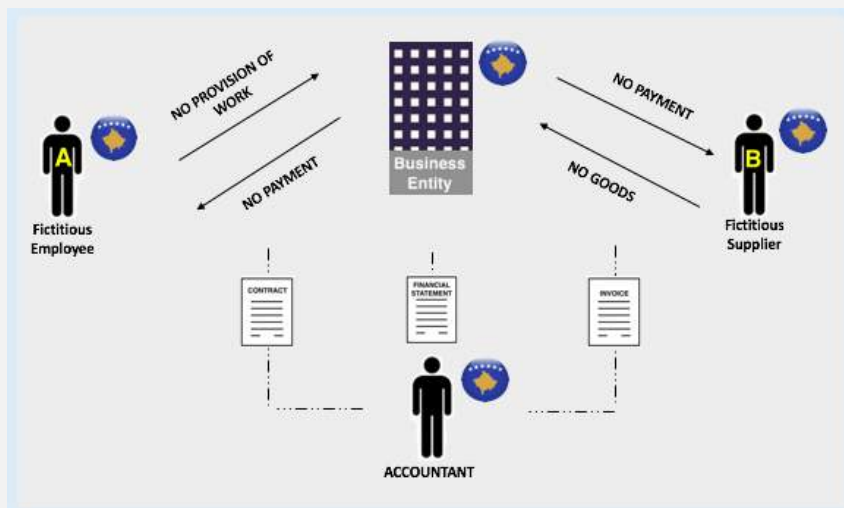 NO PROVISION OF
WORK
NO PAYMENT
A
Fictitious
Employee
Business
Entity
NO PAYMENT
NO GOODS
B
Fictitious
Supplier
CONTRACT
FINANCIAL
STATEMENT
INVOICE
ACCOUNTANT